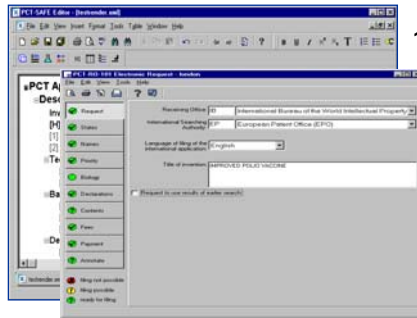 PCT-SAFE Editor - [testrender.xml]
File Edit View Insert Format Tools Table Window Help
PCT A
Desc
Inv
[H]
[1]
[2]
Te
Ba
De
PCT-RO-101 Electronic Request - london
File Edit View Tools Help
Request
States
Names
Priority
Biology
Declarations
Contents
Fees
Payment
Annotate
filing not possible
filing possible
ready for filing
Receiving Office IB International Bureau of the World Intellectual Property
International Searching Authority EP European Patent Office (EPO)
Language of filing of the international application English
Title of invention IMPROVED POLIO VACCINE
Request to use results of earlier search